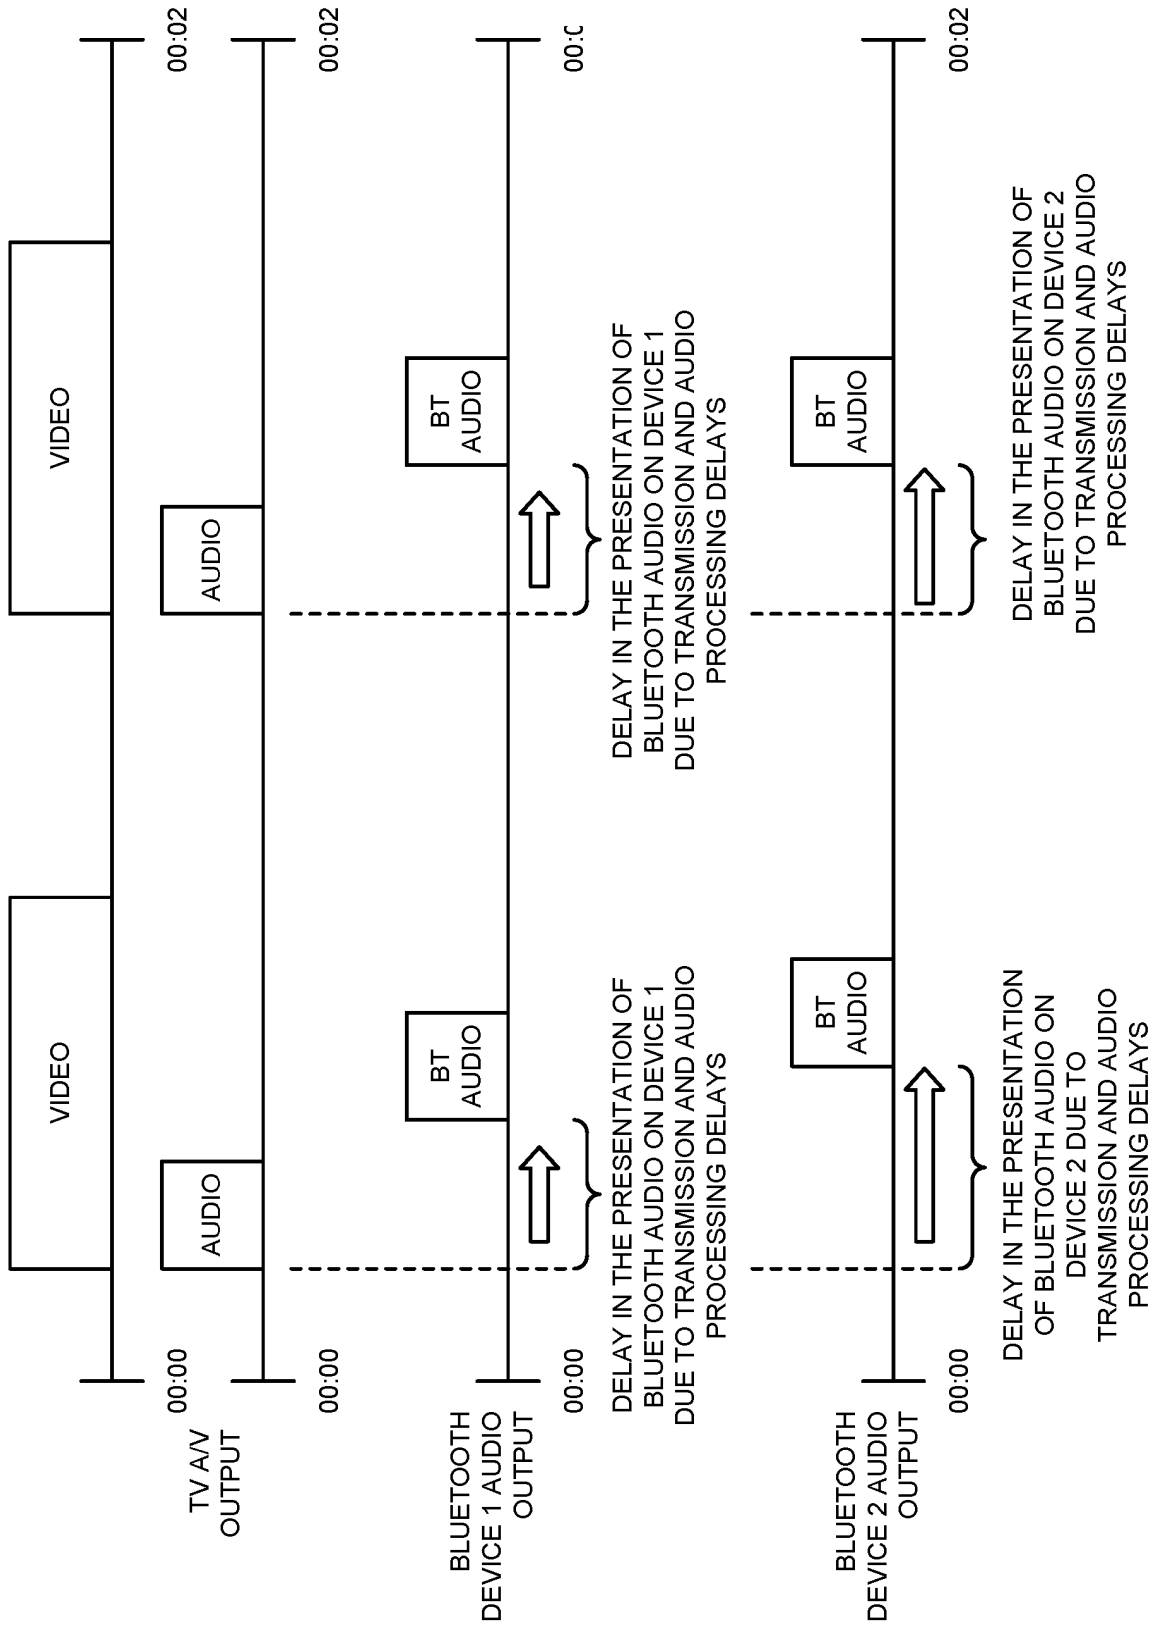 VIDEO
VIDEO
00:00
00:02
TV A/V
OUTPUT
AUDIO
AUDIO
00:00
00:02
BLUETOOTH
DEVICE 1 AUDIO
OUTPUT
BT
AUDIO
BT
AUDIO
00:00
DELAY IN THE PRESENTATION OF
BLUETOOTH AUDIO ON DEVICE 1
DUE TO TRANSMISSION AND AUDIO
PROCESSING DELAYS
DELAY IN THE PRESENTATION OF
BLUETOOTH AUDIO ON DEVICE 1
DUE TO TRANSMISSION AND AUDIO
PROCESSING DELAYS
BLUETOOTH
DEVICE 2 AUDIO
OUTPUT
BT
AUDIO
BT
AUDIO
00:00
00:02
DELAY IN THE PRESENTATION
OF BLUETOOTH AUDIO ON
DEVICE 2 DUE TO
TRANSMISSION AND AUDIO
PROCESSING DELAYS
DELAY IN THE PRESENTATION OF
BLUETOOTH AUDIO ON DEVICE 2
DUE TO TRANSMISSION AND AUDIO
PROCESSING DELAYS